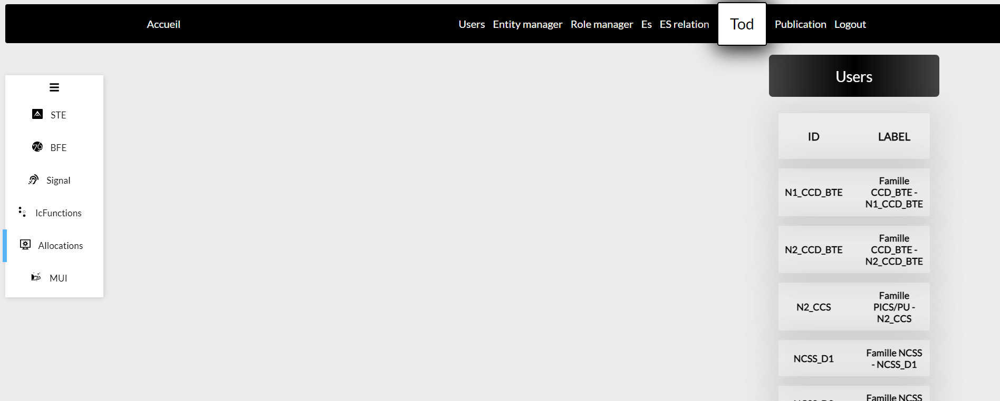 Accueil Users Entity manager Role manager Es ES relation Tod Publication Logout
STE
BFE
Signal
IcFunctions
Allocations
MUI
Users
ID LABEL
N1_CCD_BTE
Famille
CCD_BTE -
N1_CCD_BTE
N2_CCD_BTE
Famille
CCD_BTE -
N2_CCD_BTE
N2_CCS
Famille
PICS/PU -
N2_CCS
NCSS_D1
Famille NCSS
- NCSS_D1
Famille NCSS